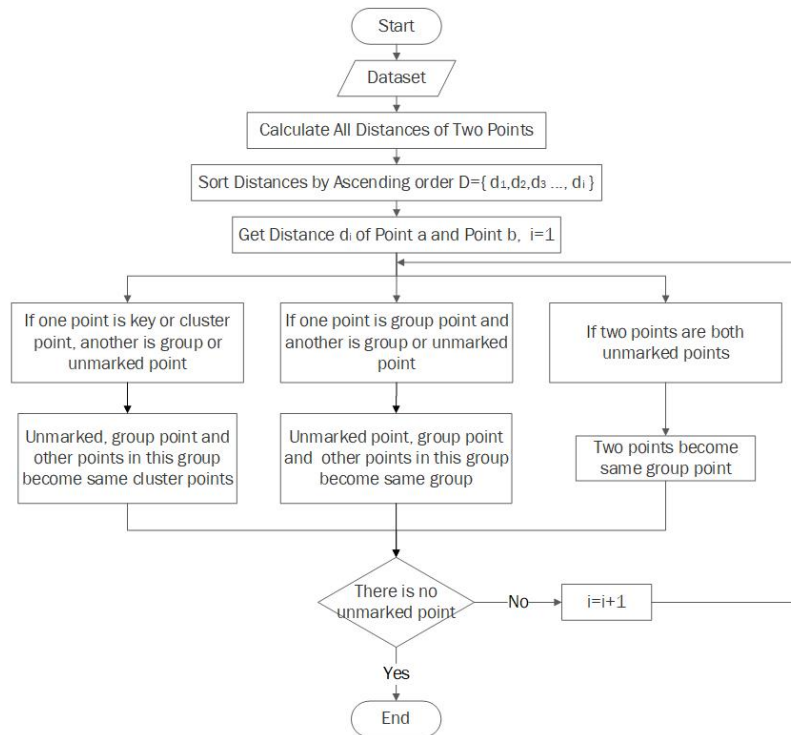 Start
Dataset
Calculate All Distances of Two Points
Sort Distances by Ascending order D={ d₁,d₂,d₃ ..., dᵢ }
Get Distance dᵢ of Point a and Point b, i=1
If one point is key or cluster
point, another is group or
unmarked point
If one point is group point and
another is group or unmarked
point
If two points are both
unmarked points
Unmarked, group point and
other points in this group
become same cluster points
Unmarked point, group point
and other points in this group
become same group
Two points become
same group point
There is no
unmarked point
No
i=i+1
Yes
End